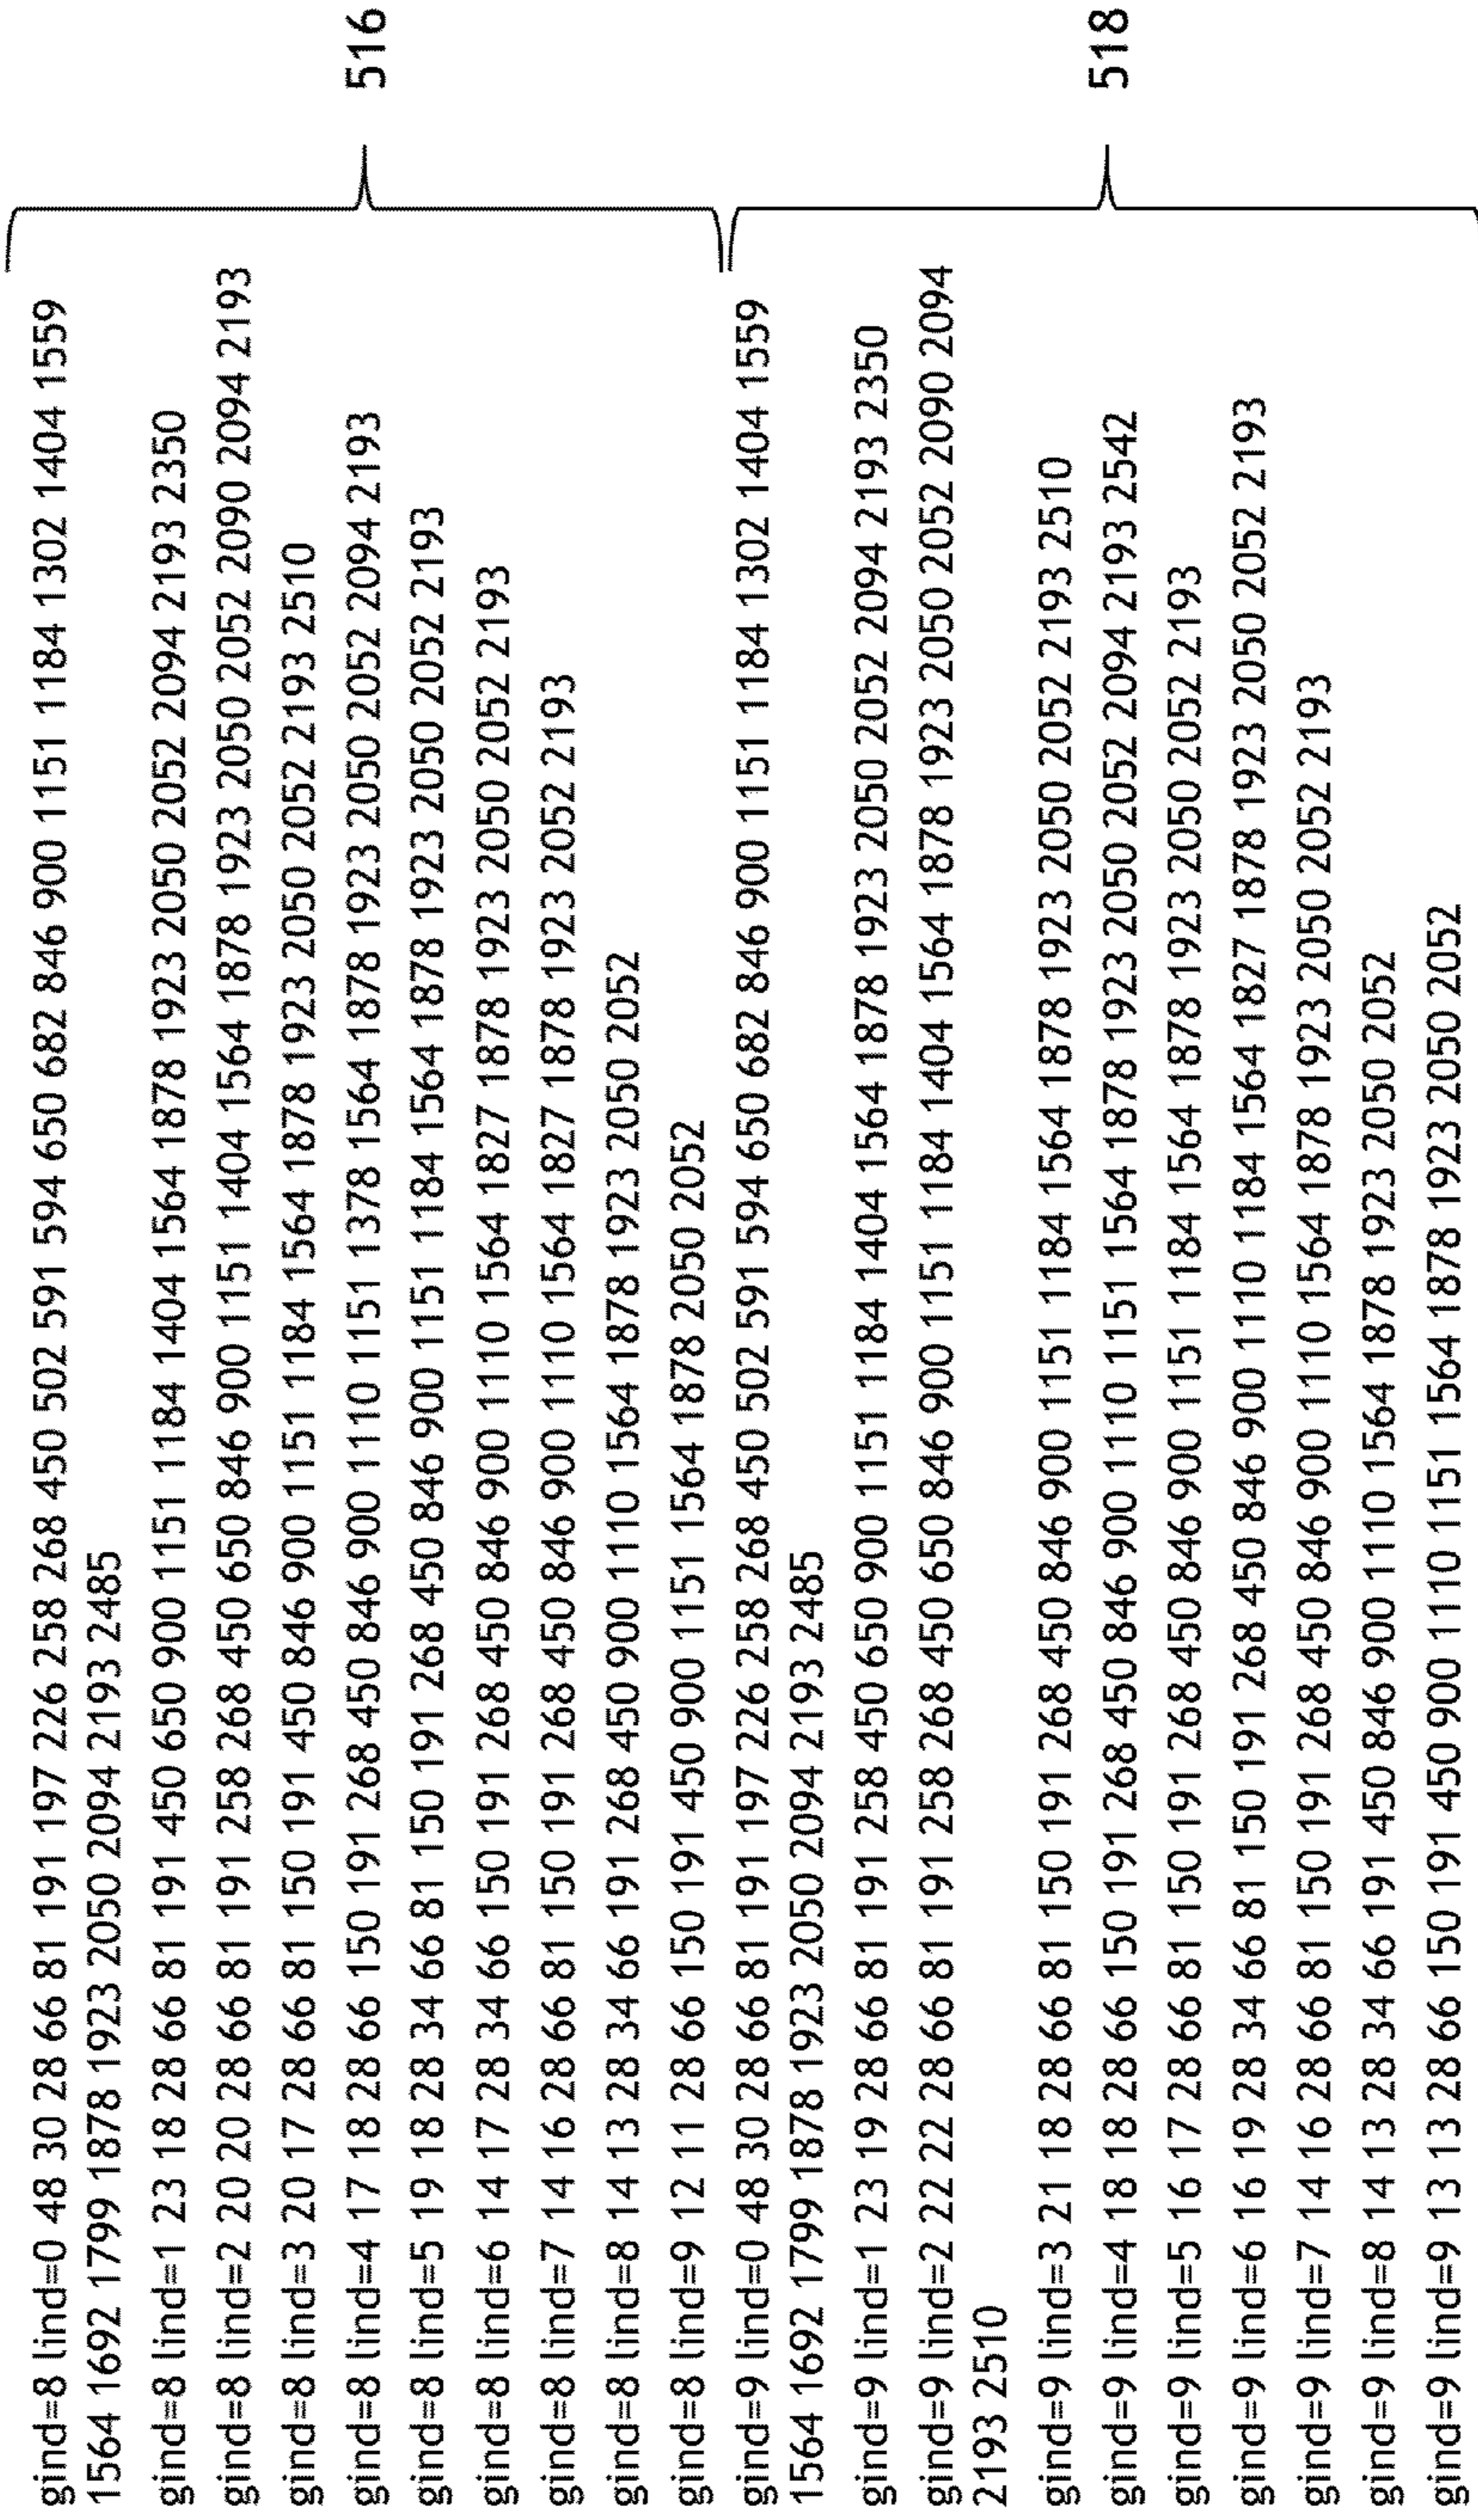 gind=8 lind=0 48 30 28 66 81 191 197 226 258 268 450 502 591 594 650 682 846 900 1151 1184 1302 1404 1559
1564 1692 1799 1878 1923 2050 2094 2193 2485
gind=8 lind=1 23 18 28 66 81 191 450 650 900 1151 1184 1404 1564 1878 1923 2050 2052 2094 2193 2350
gind=8 lind=2 20 20 28 66 81 191 258 268 450 650 846 900 1151 1404 1564 1878 1923 2050 2052 2090 2094 2193
gind=8 lind=3 20 17 28 66 81 150 191 450 846 900 1151 1184 1564 1878 1923 2050 2052 2193 2510
gind=8 lind=4 17 18 28 66 150 191 268 450 846 900 1110 1151 1378 1564 1878 1923 2050 2052 2094 2193
gind=8 lind=5 19 18 28 34 66 81 150 191 268 450 846 900 1151 1184 1564 1878 1923 2050 2052 2193
gind=8 lind=6 14 17 28 34 66 150 191 268 450 846 900 1110 1564 1827 1878 1923 2050 2052 2193
gind=8 lind=7 14 16 28 66 81 150 191 268 450 846 900 1110 1564 1827 1878 1923 2052 2193
gind=8 lind=8 14 13 28 34 66 191 268 450 900 1110 1564 1878 1923 2050 2052
gind=8 lind=9 12 11 28 66 150 191 450 900 1151 1564 1878 2050 2052
516
gind=9 lind=0 48 30 28 66 81 191 197 226 258 268 450 502 591 594 650 682 846 900 1151 1184 1302 1404 1559
1564 1692 1799 1878 1923 2050 2094 2193 2485
gind=9 lind=1 23 19 28 66 81 191 258 450 650 900 1151 1184 1404 1564 1878 1923 2050 2052 2094 2193 2350
gind=9 lind=2 22 22 28 66 81 191 258 268 450 650 846 900 1151 1184 1404 1564 1878 1923 2050 2052 2090 2094
2193 2510
gind=9 lind=3 21 18 28 66 81 150 191 268 450 846 900 1151 1184 1564 1878 1923 2050 2052 2193 2510
gind=9 lind=4 18 18 28 66 150 191 268 450 846 900 1110 1151 1564 1878 1923 2050 2052 2094 2193 2542
gind=9 lind=5 16 17 28 66 81 150 191 268 450 846 900 1151 1184 1564 1878 1923 2050 2052 2193
gind=9 lind=6 16 19 28 34 66 81 150 191 268 450 846 900 1110 1184 1564 1827 1878 1923 2050 2052 2193
gind=9 lind=7 14 16 28 66 81 150 191 268 450 846 900 1110 1564 1878 1923 2050 2052 2193
gind=9 lind=8 14 13 28 34 66 191 450 846 900 1110 1564 1878 1923 2050 2052
gind=9 lind=9 13 13 28 66 150 191 450 900 1110 1151 1564 1878 1923 2050 2052
518